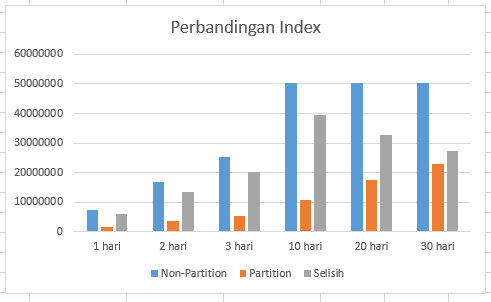 Perbandingan Index
60000000
50000000
40000000
30000000
20000000
10000000
0
1 hari 2 hari 3 hari 10 hari 20 hari 30 hari
Non-Partition Partition Selisih